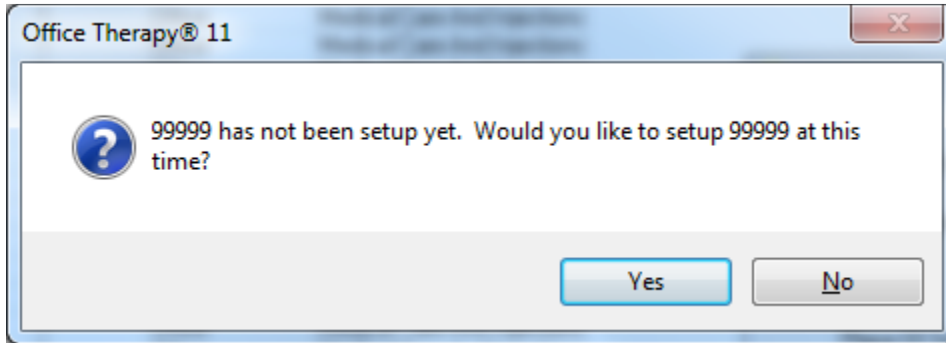 Office Therapy® 11
99999 has not been setup yet.  Would you like to setup 99999 at this
time?
Yes
No